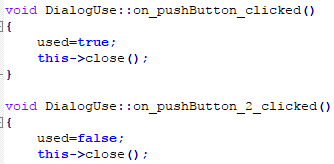 void DialogUse::on_pushButton_clicked()
{
    used=true;
    this->close();
}
void DialogUse::on_pushButton_2_clicked()
{
    used=false;
    this->close();